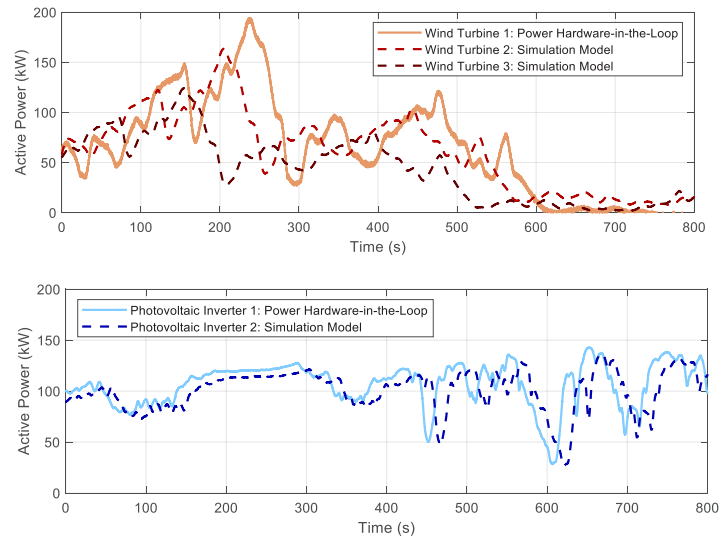 200
150
100
50
0
Active Power (kW)
Wind Turbine 1: Power Hardware-in-the-Loop
Wind Turbine 2: Simulation Model
Wind Turbine 3: Simulation Model
0 100 200 300 400 500 600 700 800
Time (s)
200
150
100
50
0
Active Power (kW)
Photovoltaic Inverter 1: Power Hardware-in-the-Loop
Photovoltaic Inverter 2: Simulation Model
0 100 200 300 400 500 600 700 800
Time (s)